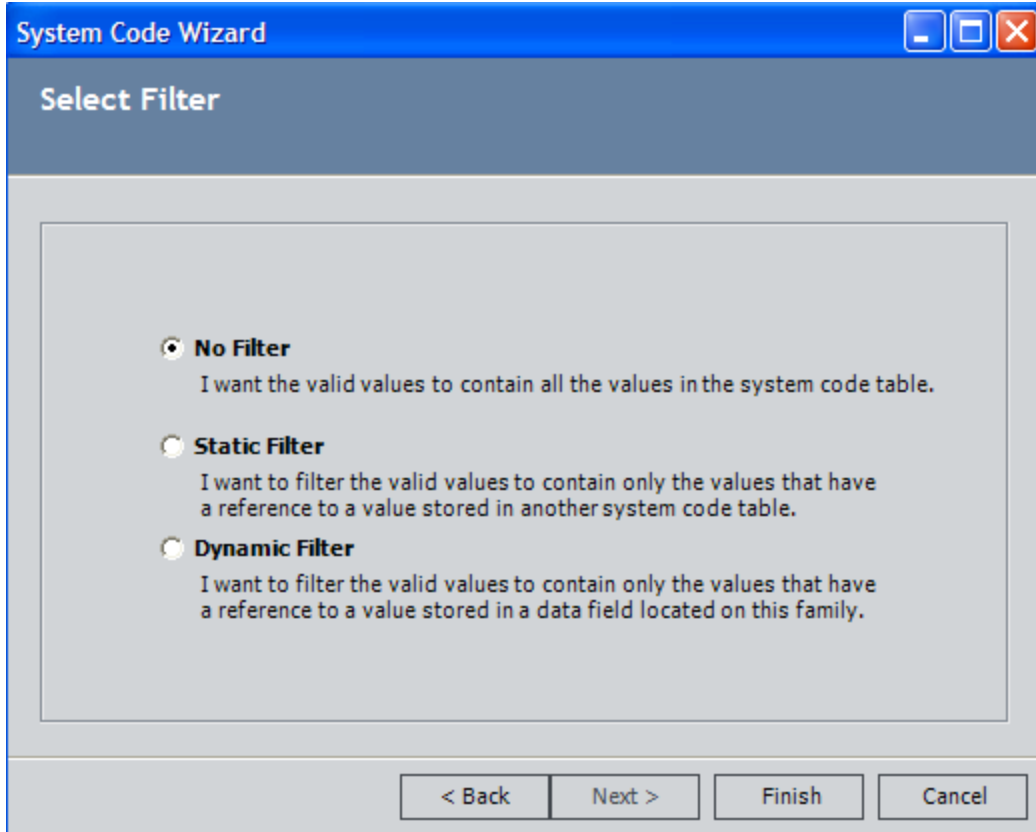 System Code Wizard
Select Filter
No Filter
I want the valid values to contain all the values in the system code table.
Static Filter
I want to filter the valid values to contain only the values that have
a reference to a value stored in another system code table.
Dynamic Filter
I want to filter the valid values to contain only the values that have
a reference to a value stored in a data field located on this family.
< Back Next > Finish Cancel